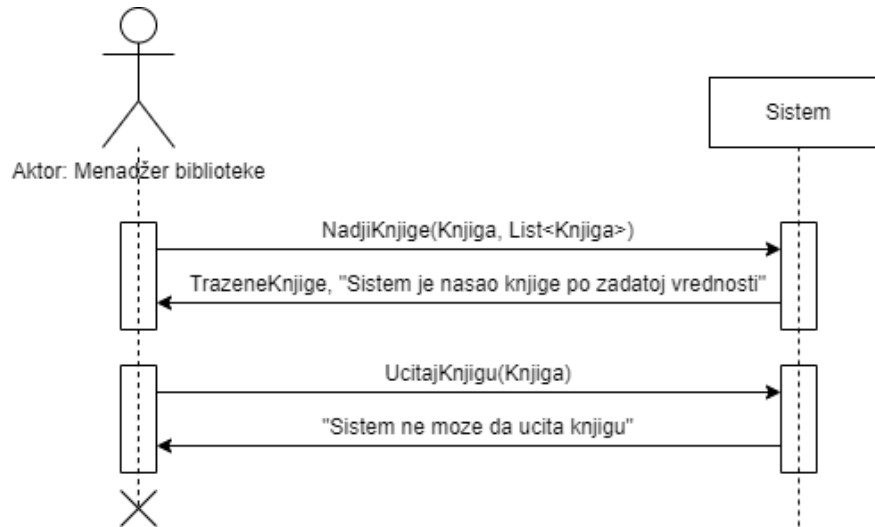 Sistem
Aktor: Menadžer biblioteke
NadjiKnjige(Knjiga, List<Knjiga>)
TrazeneKnjige, "Sistem je nasao knjige po zadatoj vrednosti"
UcitajKnjigu(Knjiga)
"Sistem ne moze da ucita knjigu"